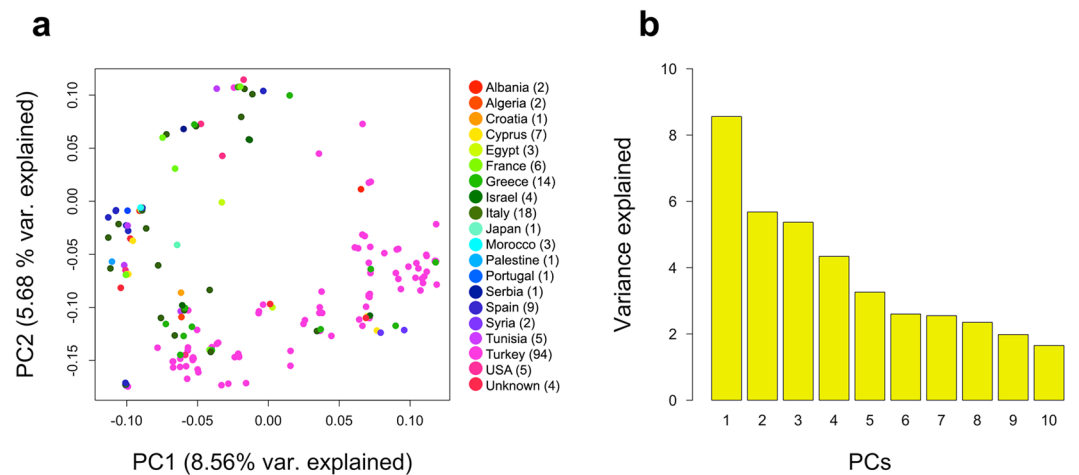 a
PC2 (5.68 % var. explained)
0.10
0.05
0.00
-0.05
-0.10
-0.15
-0.10
-0.05
0.00
0.05
0.10
PC1 (8.56% var. explained)
Albania (2)
Algeria (2)
Croatia (1)
Cyprus (7)
Egypt (3)
France (6)
Greece (14)
Israel (4)
Italy (18)
Japan (1)
Morocco (3)
Palestine (1)
Portugal (1)
Serbia (1)
Spain (9)
Syria (2)
Tunisia (5)
Turkey (94)
USA (5)
Unknown (4)
b
Variance explained
10
8
6
4
2
0
1 2 3 4 5 6 7 8 9 10
PCs